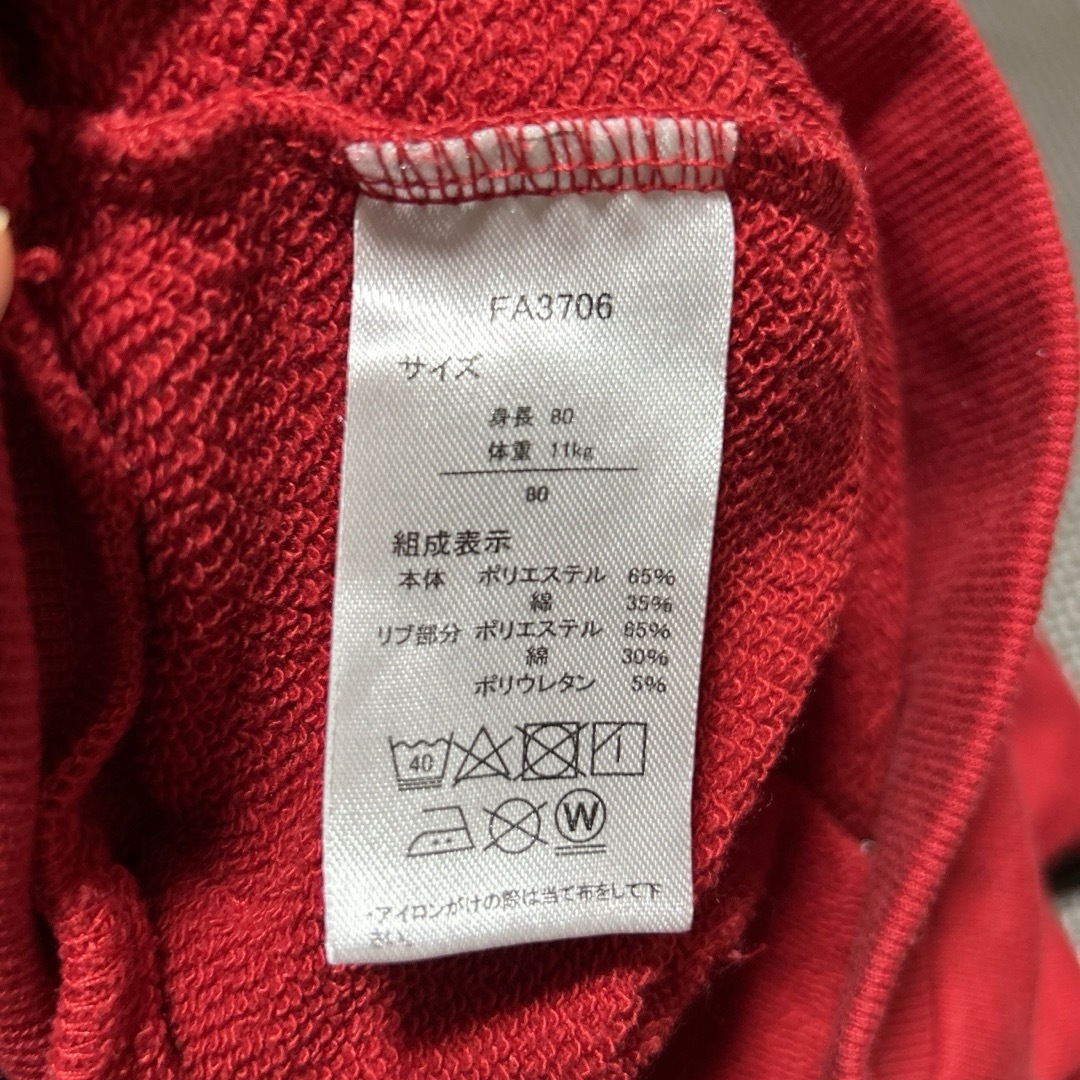 FA3706
サイズ
身長 80
体重 11kg
80
組成表示
本体 ポリエステル 65%
綿 35%
リブ部分 ポリエステル 65%
綿 30%
ポリウレタン 5%
40
W
・アイロンがけの際は当て布をして下
さい。